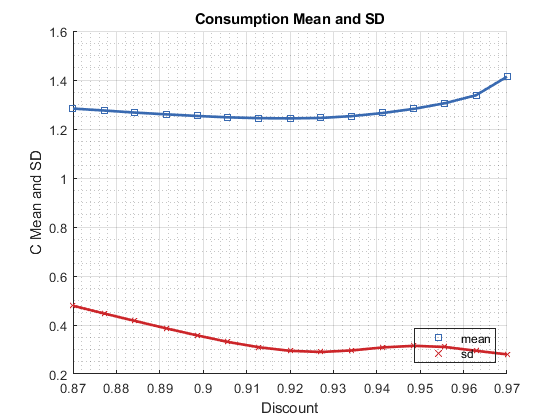 Consumption Mean and SD
1.6
1.4
1.2
1
0.8
0.6
0.4
0.2
C Mean and SD
mean
sd
0.87 0.88 0.89 0.9 0.91 0.92 0.93 0.94 0.95 0.96 0.97
Discount